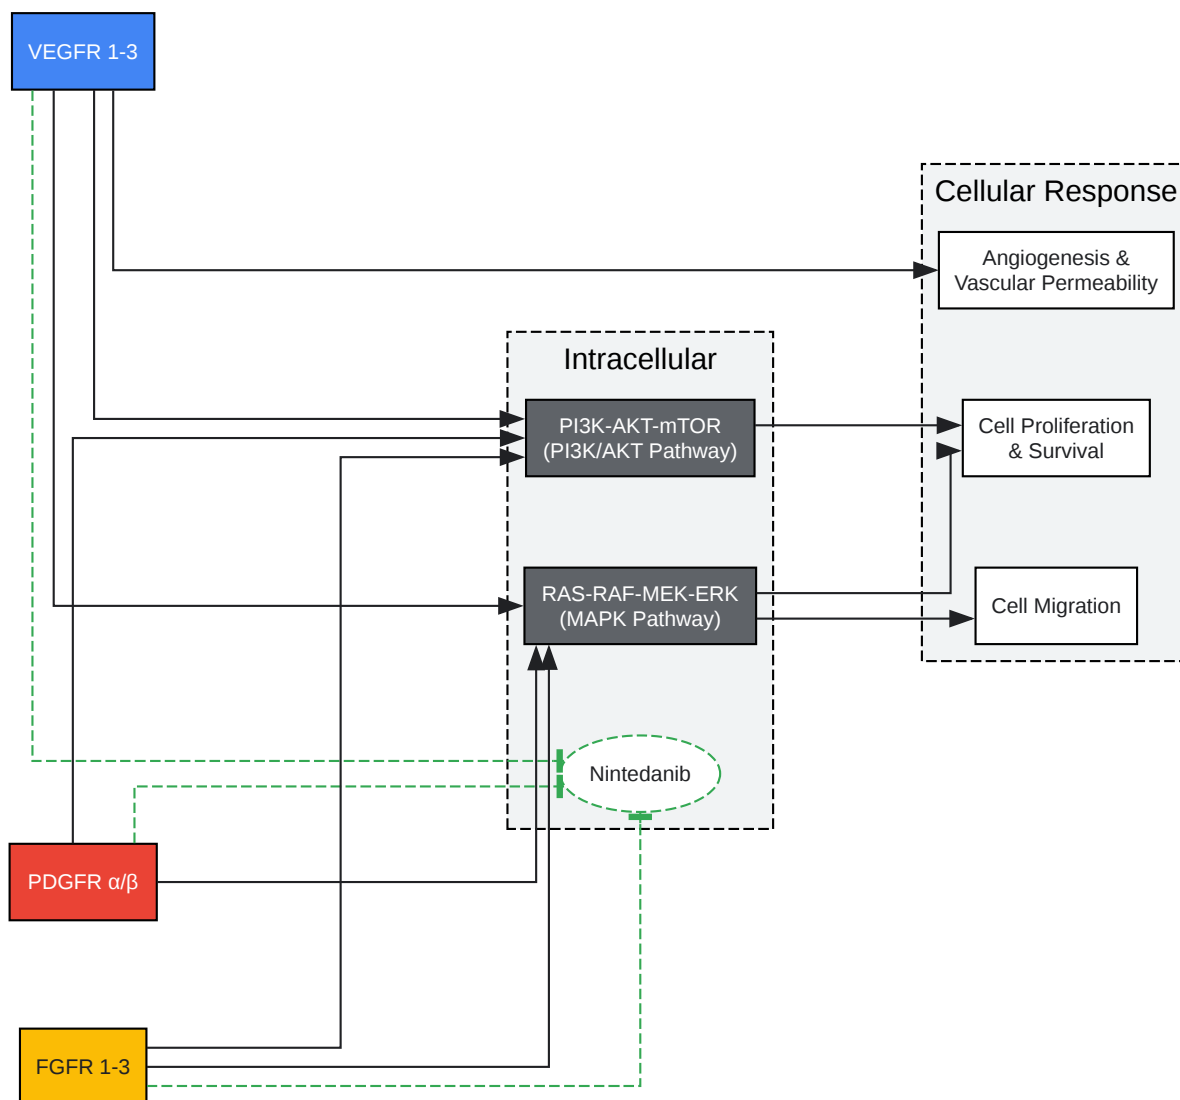 VEGFR 1-3
Cellular Response
Angiogenesis &
Vascular Permeability
Intracellular
PI3K-AKT-mTOR
(PI3K/AKT Pathway)
Cell Proliferation
& Survival
RAS-RAF-MEK-ERK
(MAPK Pathway)
Cell Migration
Nintedanib
PDGFR α/β
FGFR 1-3